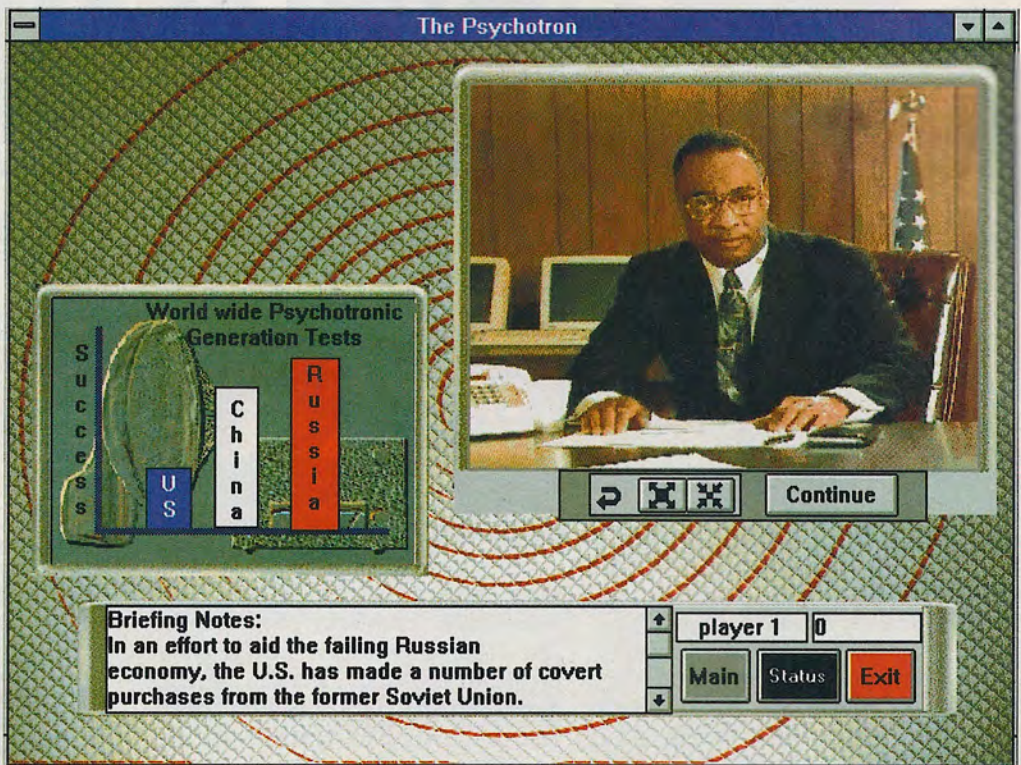 The Psychotron
World wide Psychotronic
Generation Tests
Success
US
China
Russia
Continue
Briefing Notes:
In an effort to aid the failing Russian
economy, the U.S. has made a number of covert
purchases from the former Soviet Union.
player 1 0
Main Status Exit